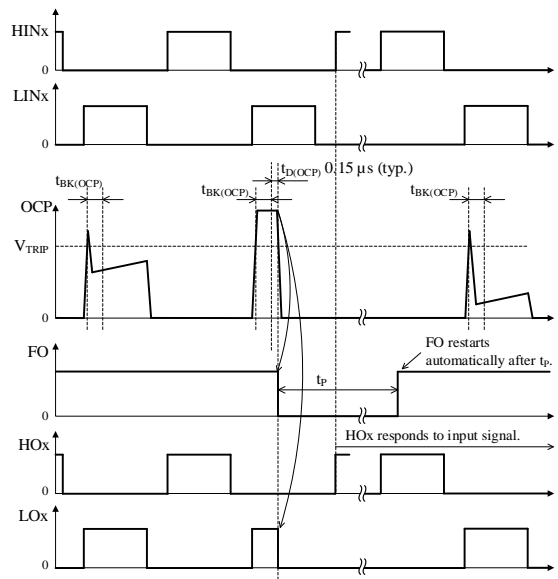 HINx
0
LINx
0
tD(OCP) 0.15 µs (typ.)
tBK(OCP)
tBK(OCP)
tBK(OCP)
OCP
VTRIP
0
FO
FO restarts
automatically after tP.
tP
0
HOx
HOx responds to input signal.
0
LOx
0